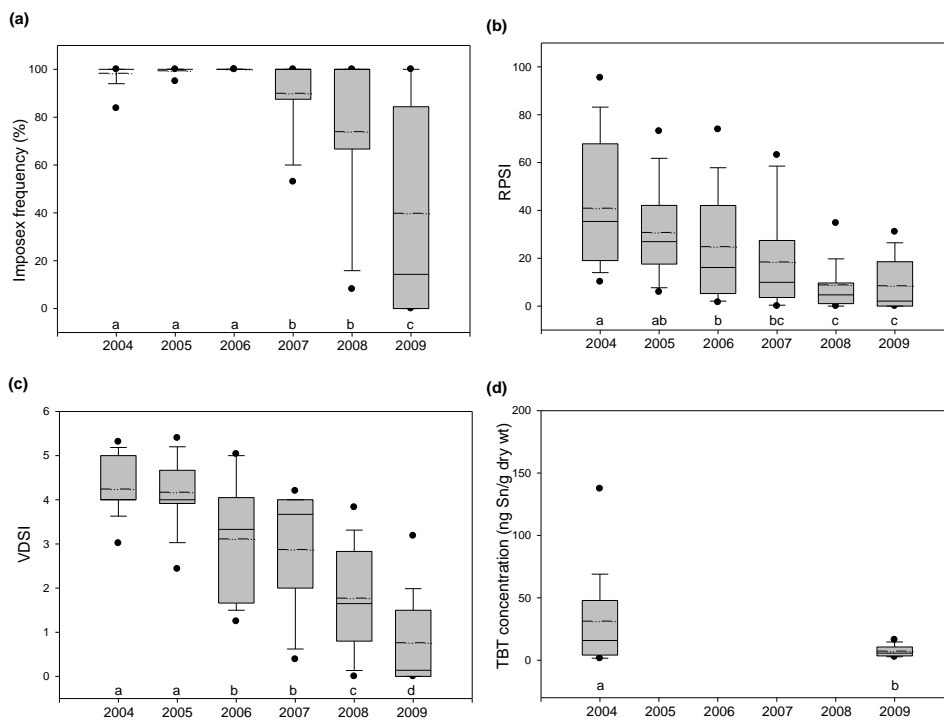 (a)
Imposex frequency (%)
100
80
60
40
20
0
a a a b b c
2004 2005 2006 2007 2008 2009
(b)
RPSI
100
80
60
40
20
0
a ab b bc c c
2004 2005 2006 2007 2008 2009
(c)
VDSI
6
5
4
3
2
1
0
a a b b c d
2004 2005 2006 2007 2008 2009
(d)
TBT concentration (ng Sn/g dry wt)
200
150
100
50
0
a b
2004 2005 2006 2007 2008 2009